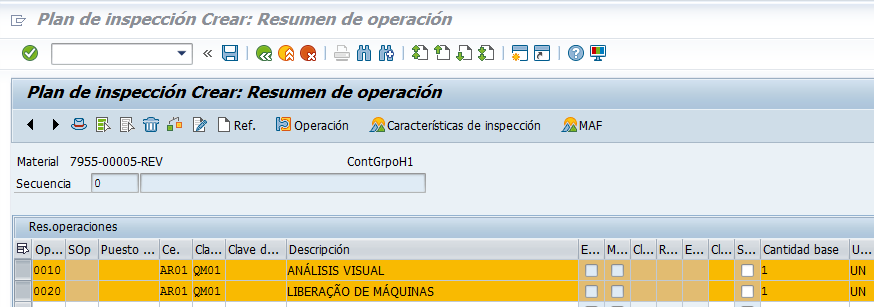 Plan de inspección Crear: Resumen de operación
Plan de inspección Crear: Resumen de operación
Ref. Operación Características de inspección MAF
Material 7955-00005-REV ContGrpoH1
Secuencia 0
Res.operaciones
Op... SOp Puesto ... Ce. Cla... Clave d... Descripción E... M... Cl... R... E... Cl... S... Cantidad base U...
0010 AR01 QM01 ANÁLISIS VISUAL 1 UN
0020 AR01 QM01 LIBERAÇÃO DE MÁQUINAS 1 UN